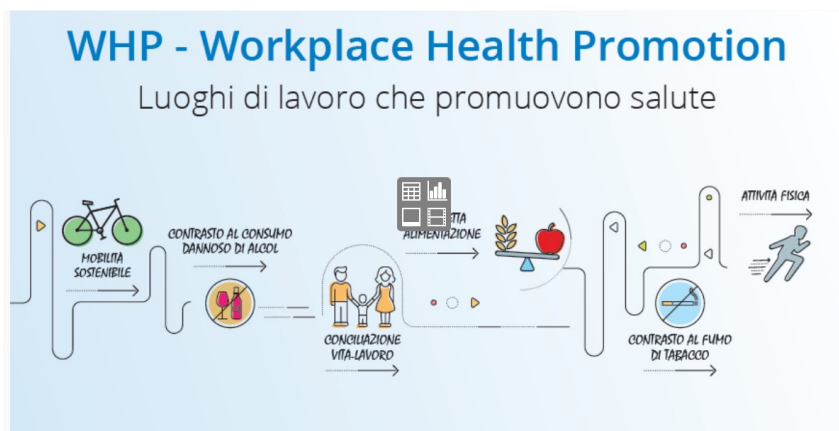 WHP - Workplace Health Promotion
Luoghi di lavoro che promuovono salute
MOBILITÀ
SOSTENIBILE
CONTRASTO AL CONSUMO
DANNOSO DI ALCOL
CONCILIAZIONE
VITA-LAVORO
ALIMENTAZIONE
CONTRASTO AL FUMO
DI TABACCO
ATTIVITÀ FISICA